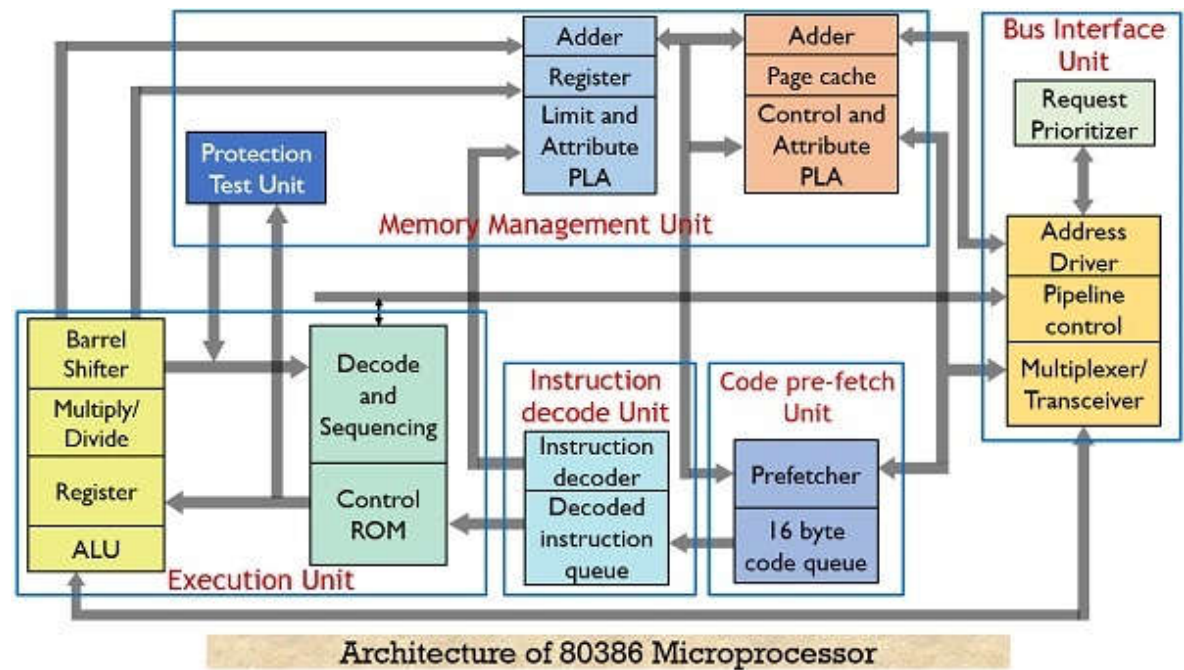 Adder
Register
Limit and
Attribute
PLA
Adder
Page cache
Control and
Attribute
PLA
Bus Interface
Unit
Request
Prioritizer
Protection
Test Unit
Memory Management Unit
Address
Driver
Pipeline
control
Multiplexer/
Transceiver
Barrel
Shifter
Multiply/
Divide
Register
ALU
Decode
and
Sequencing
Control
ROM
Execution Unit
Instruction
decode Unit
Instruction
decoder
Decoded
instruction
queue
Code pre-fetch
Unit
Prefetcher
16 byte
code queue
Architecture of 80386 Microprocessor